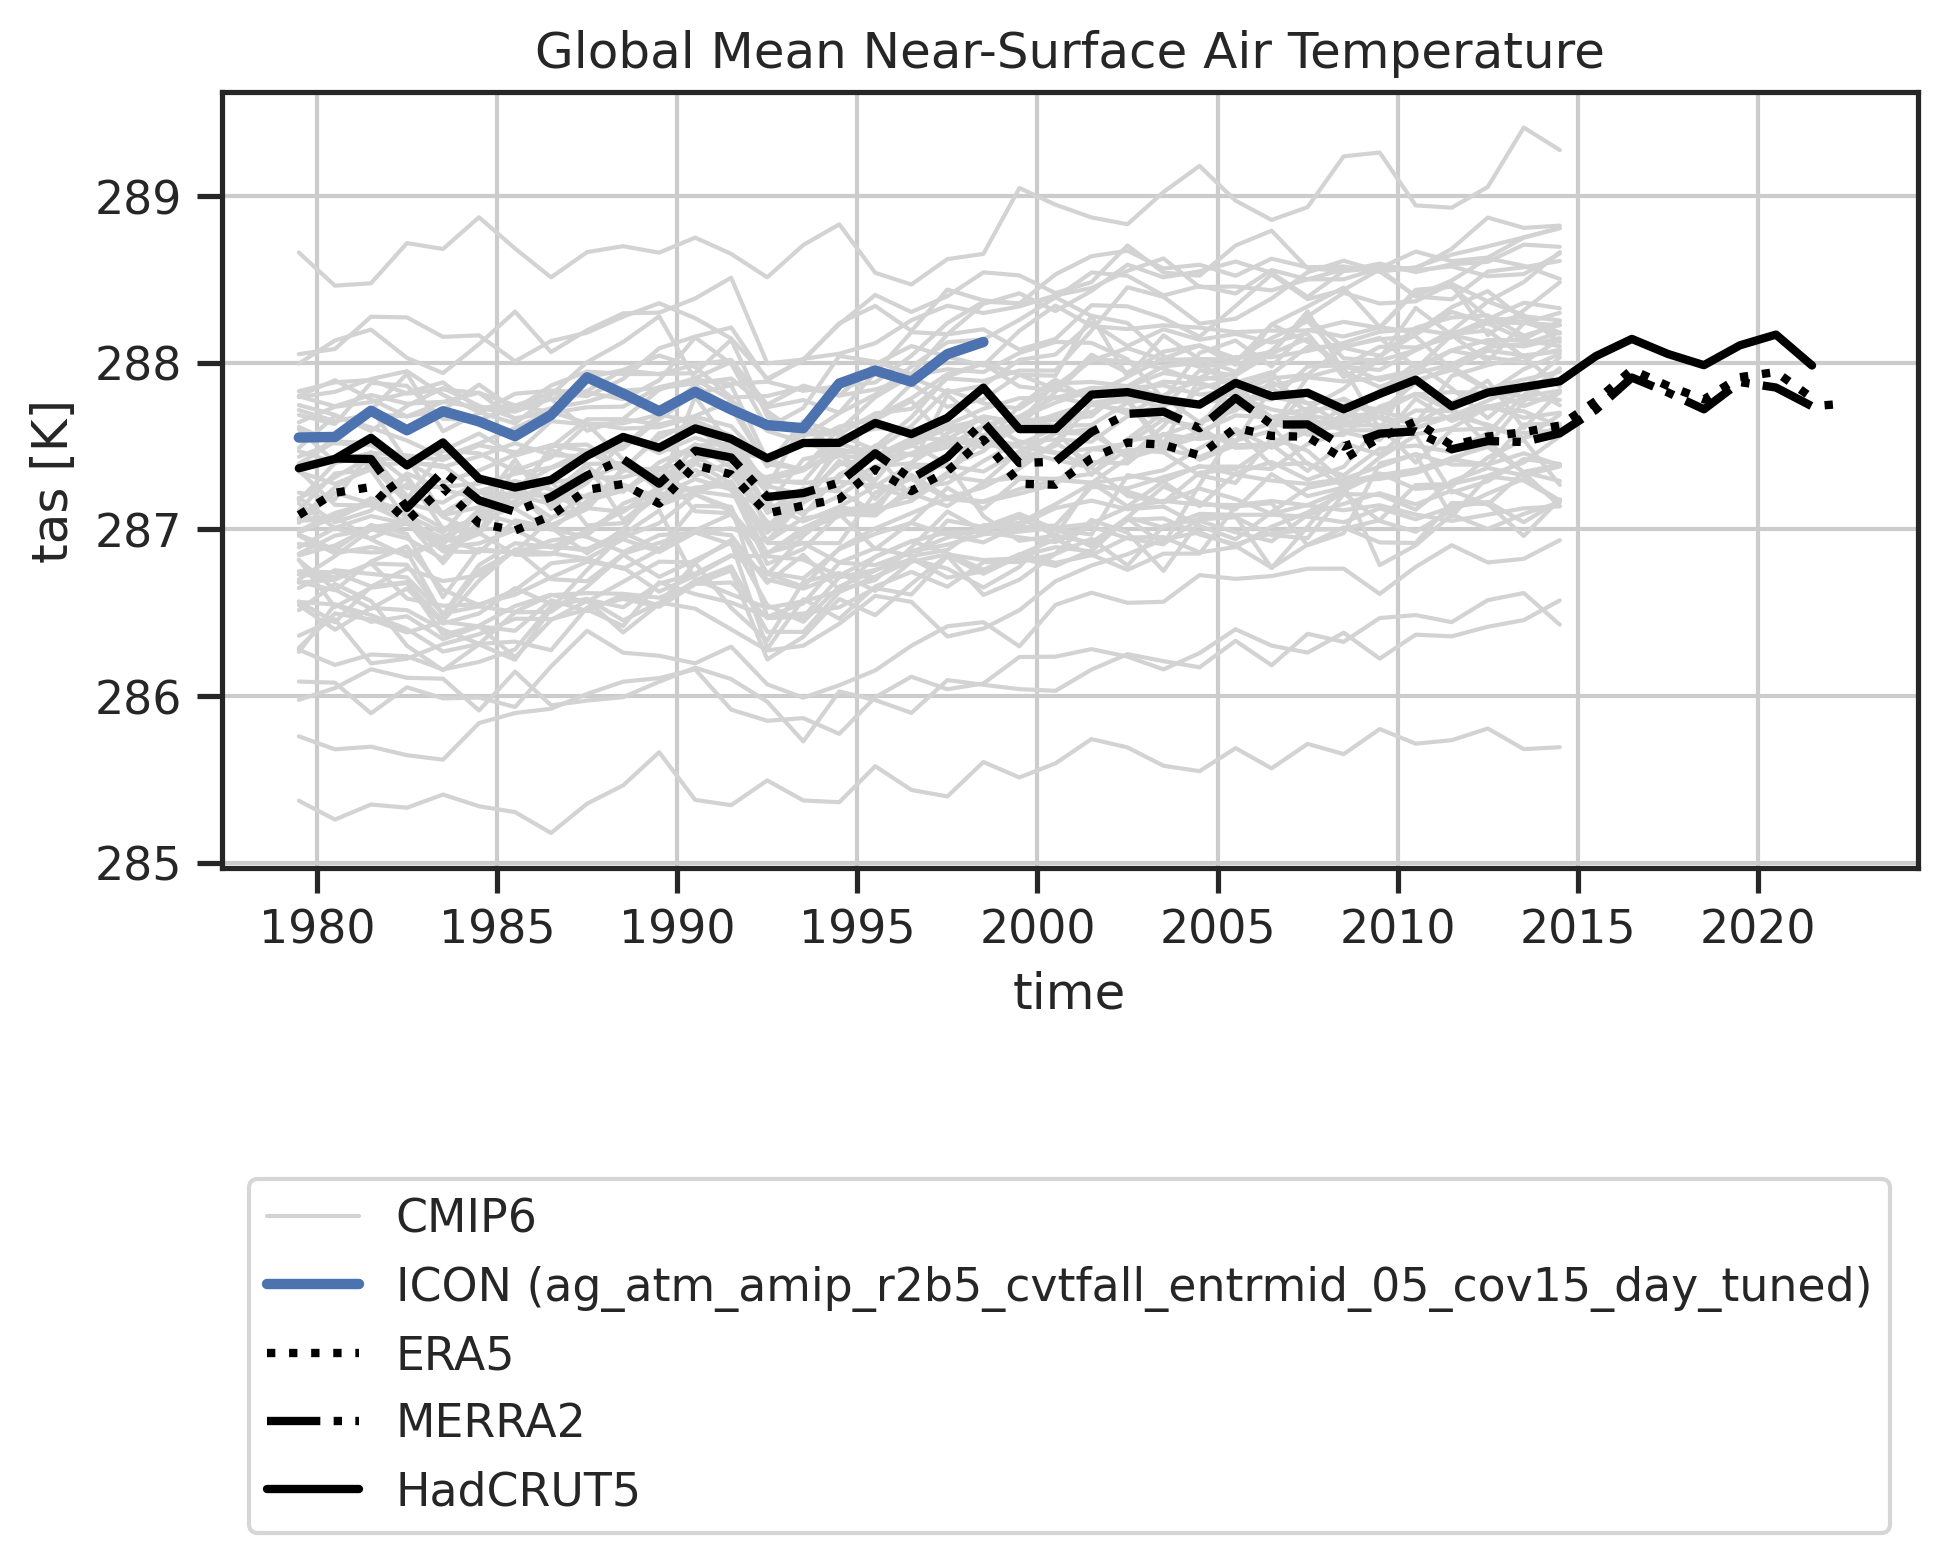 Global Mean Near-Surface Air Temperature
tas [K]
289
288
287
286
285
1980 1985 1990 1995 2000 2005 2010 2015 2020
time
CMIP6
ICON (ag_atm_amip_r2b5_cvtfall_entrmid_05_cov15_day_tuned)
ERA5
MERRA2
HadCRUT5